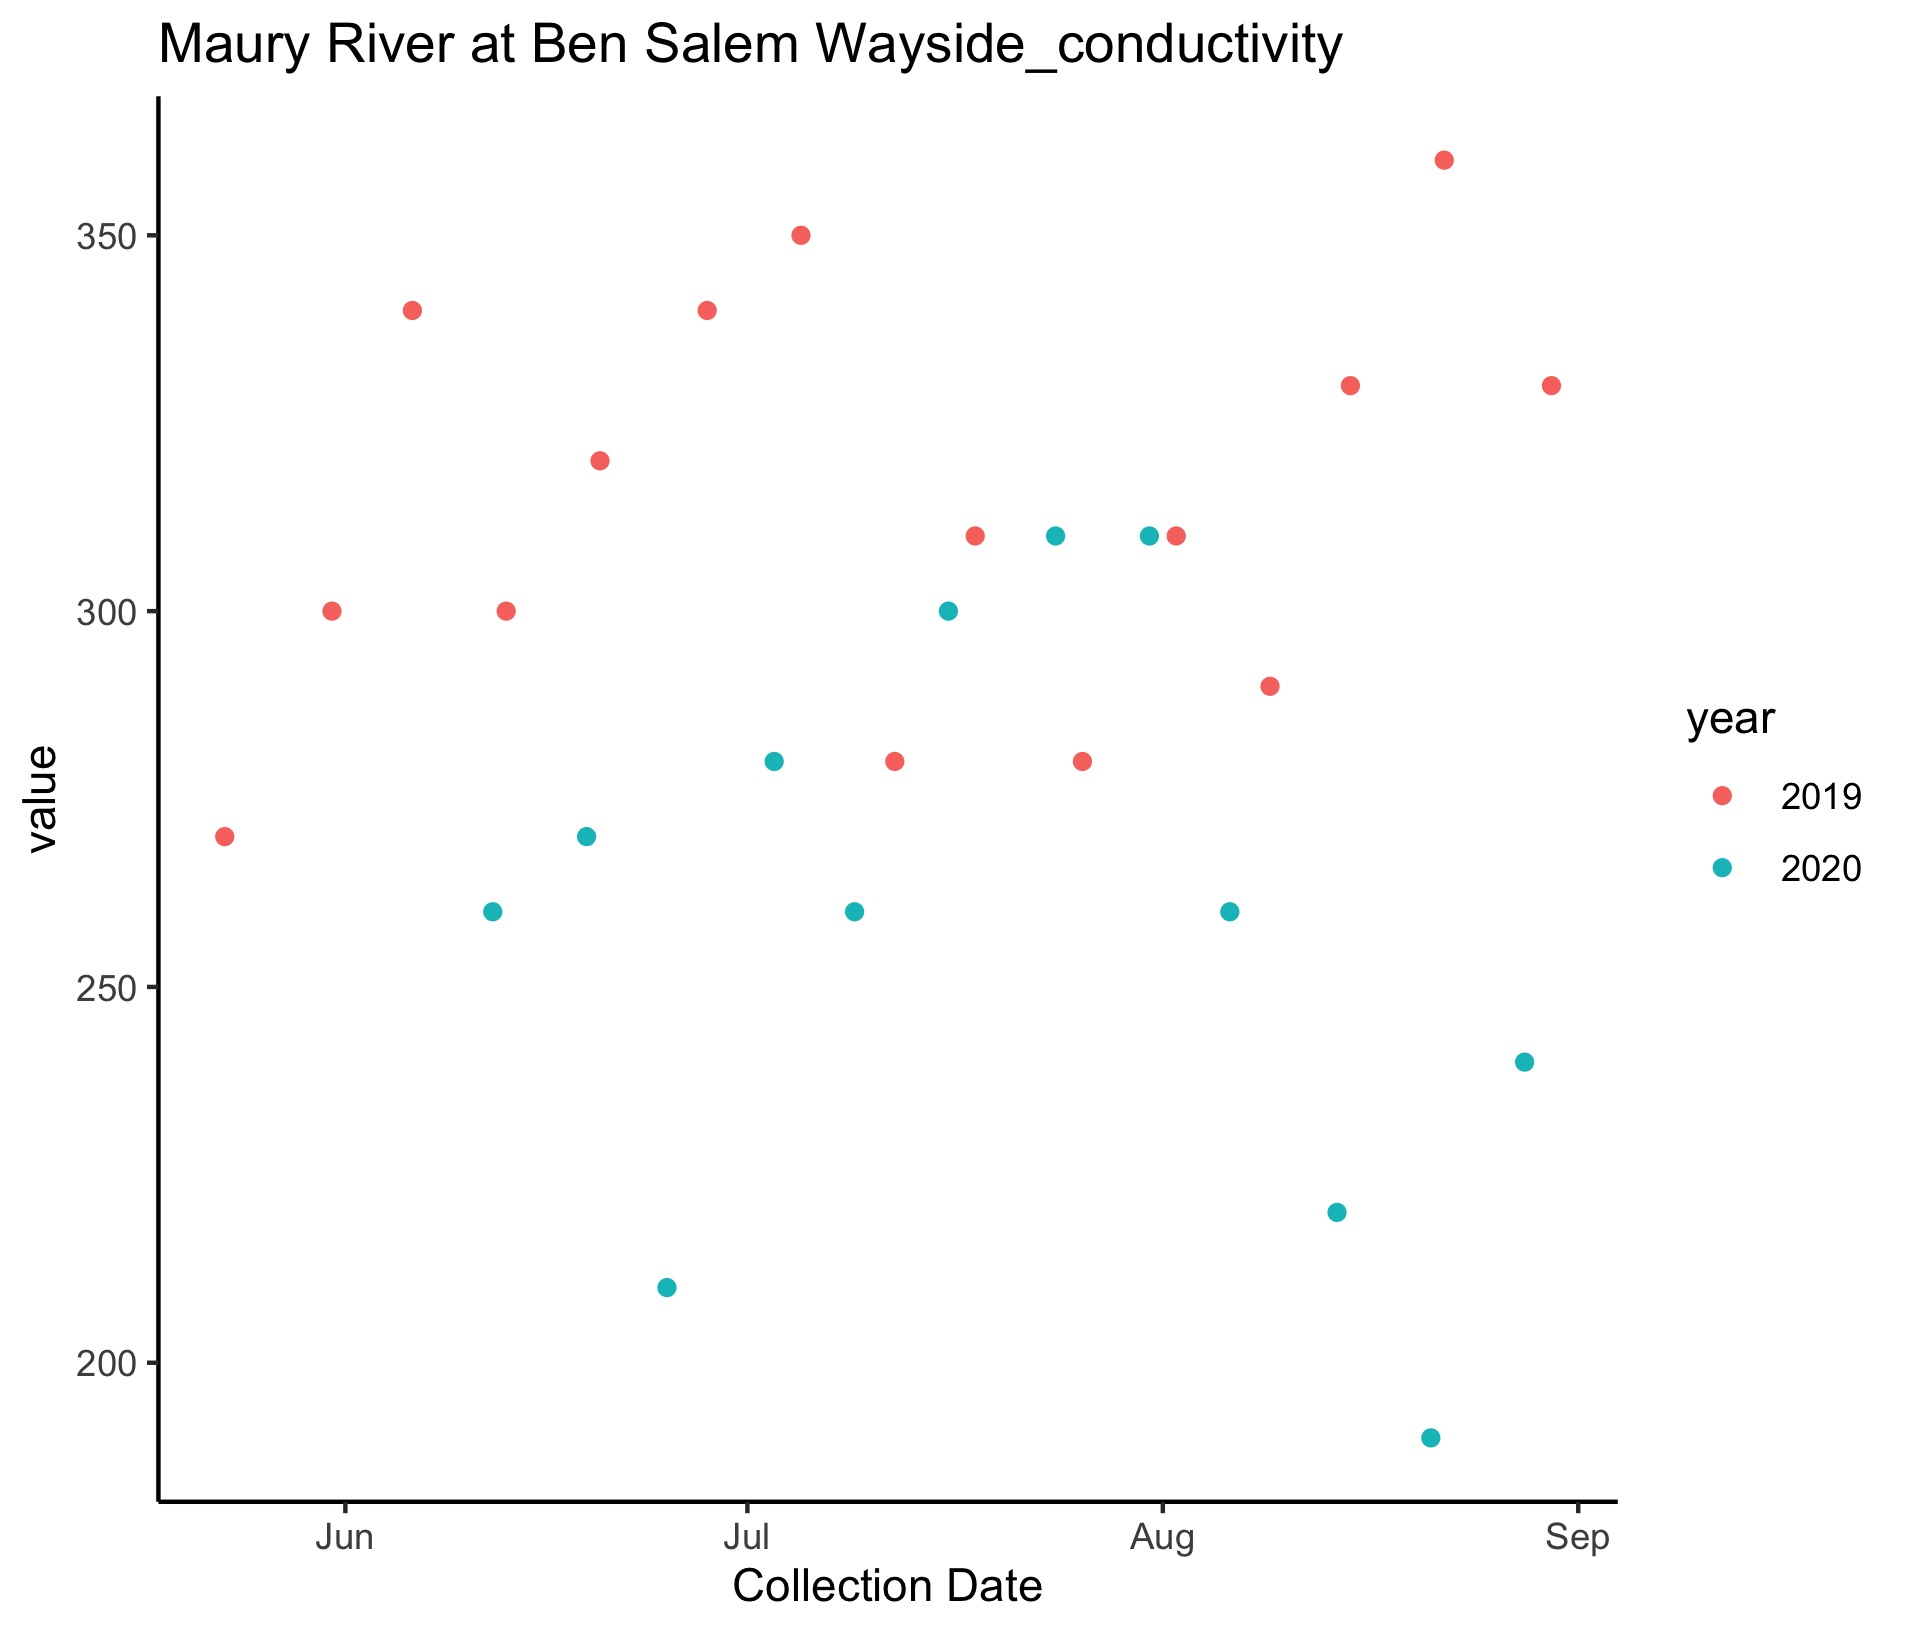 Maury River at Ben Salem Wayside_conductivity
350
300
250
200
value
Jun
Jul
Aug
Sep
Collection Date
year
2019
2020